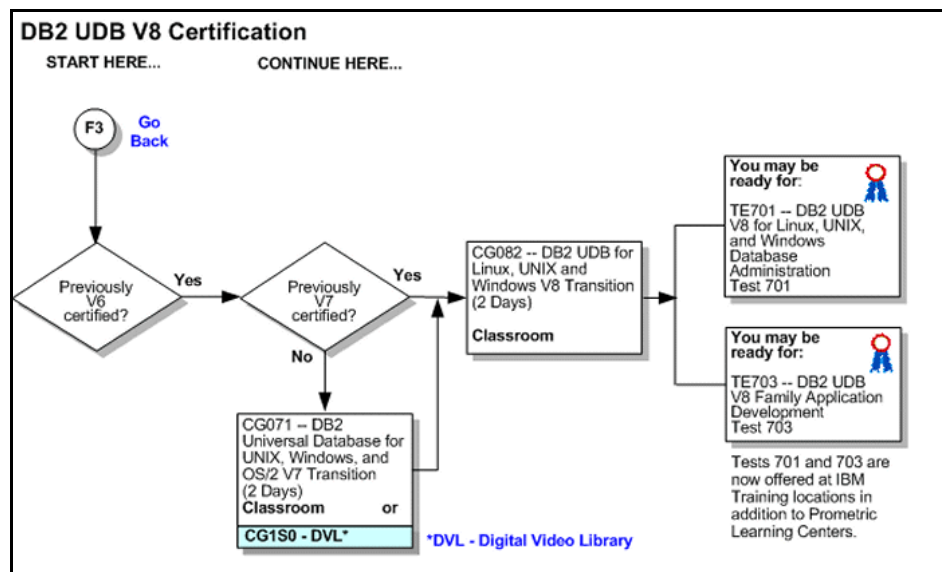 DB2 UDB V8 Certification
START HERE...
CONTINUE HERE...
F3
Go
Back
Previously
V6
certified?
Yes
Previously
V7
certified?
Yes
No
CG071 -- DB2
Universal Database for
UNIX, Windows, and
OS/2 V7 Transition
(2 Days)
Classroom or
CG1S0 - DVL*
*DVL - Digital Video Library
CG082 -- DB2 UDB for
Linux, UNIX and
Windows V8 Transition
(2 Days)
Classroom
You may be
ready for:
TE701 -- DB2 UDB
V8 for Linux, UNIX,
and Windows
Database
Administration
Test 701
You may be
ready for:
TE703 -- DB2 UDB
V8 Family Application
Development
Test 703
Tests 701 and 703 are
now offered at IBM
Training locations in
addition to Prometric
Learning Centers.